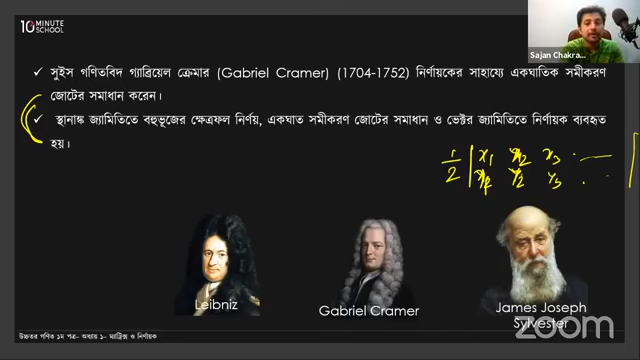 10 MINUTE
SCHOOL
Sajan Chakra...
✓ সুইস গণিতবিদ গ্যাব্রিয়েল ক্রেমার (Gabriel Cramer) (1704-1752) নির্ণায়কের সাহায্যে একঘাতিক সমীকরণ
জোটের সমাধান করেন।
✓ স্থানাঙ্ক জ্যামিতিতে বহুভূজের ক্ষেত্রফল নির্ণয়, একঘাত সমীকরণ জোটের সমাধান ও ভেক্টর জ্যামিতিতে নির্ণায়ক ব্যবহৃত
হয়।
1/2 | x1 x2 x3
y1 y2 y3
Leibniz
Gabriel Cramer
James Joseph
Sylvester
zoom
উচ্চতর গণিত ১ম পত্র- অধ্যায় ১- ম্যাট্রিক্স ও নির্ণায়ক